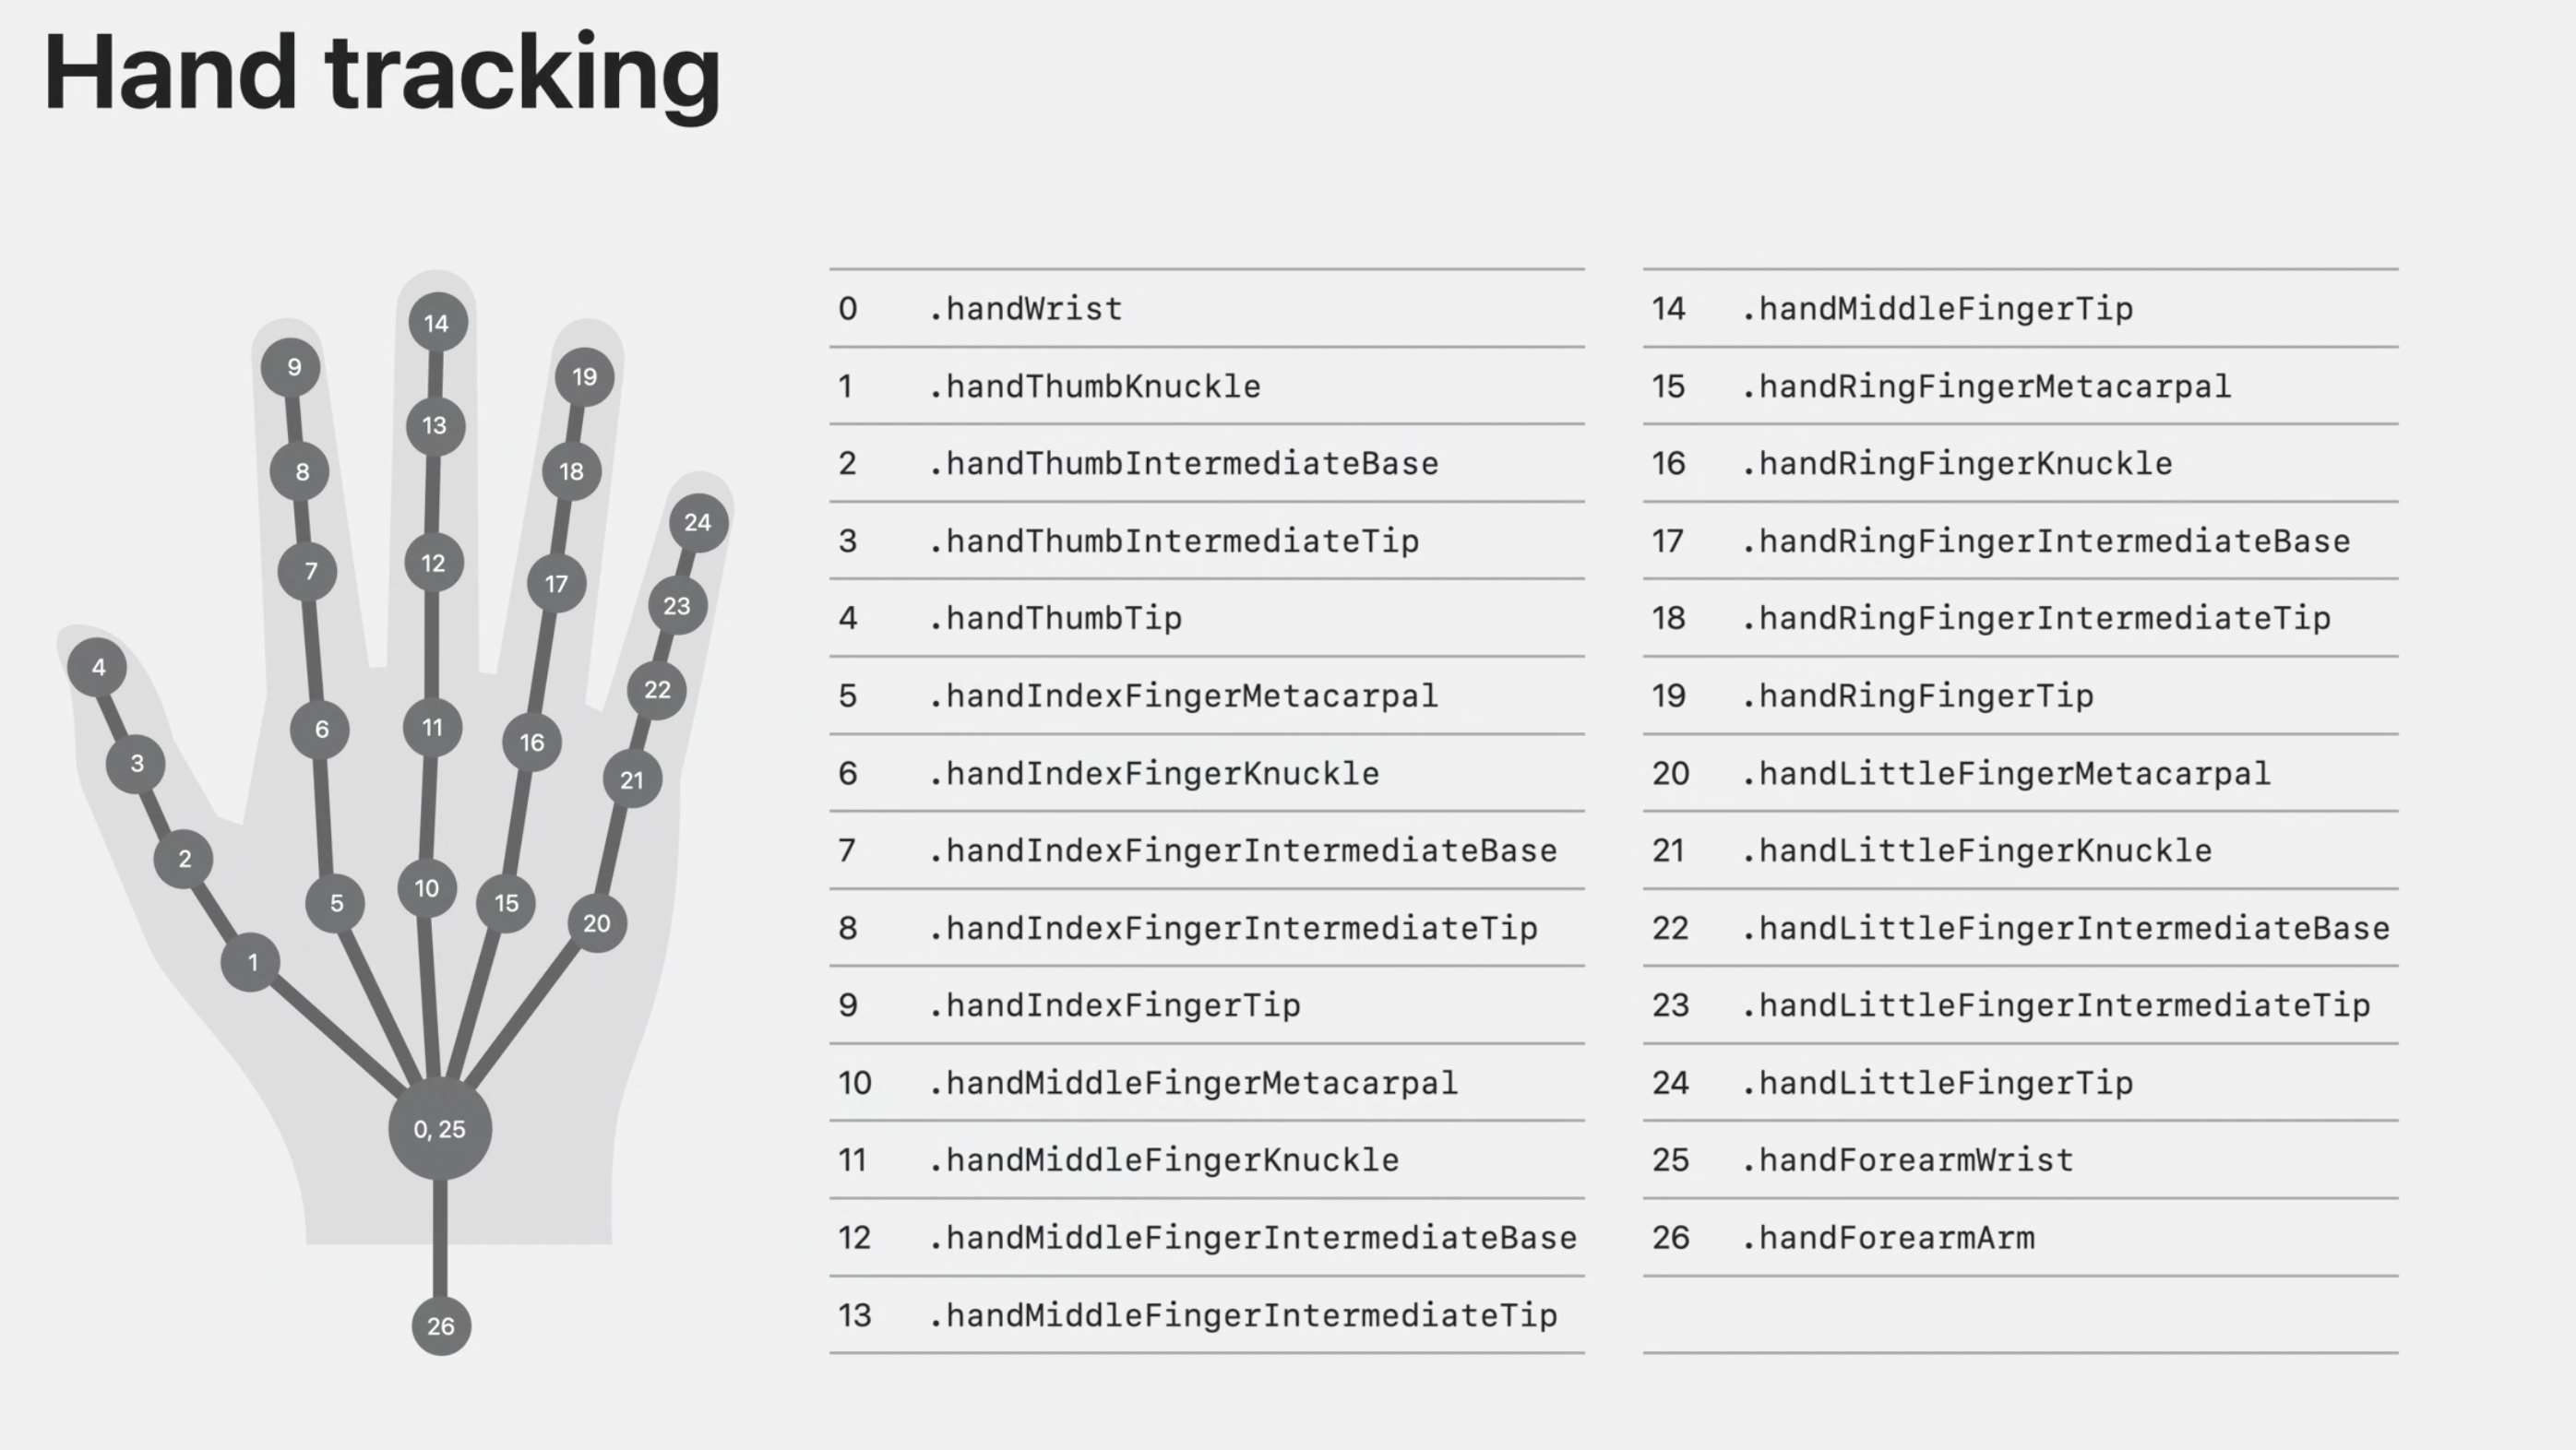 Hand tracking
14
9
19
13
8
18
24
12
7
17
23
4
22
6
11
16
3
21
2
10
5
15
20
1
0, 25
26
0 .handWrist
1 .handThumbKnuckle
2 .handThumbIntermediateBase
3 .handThumbIntermediateTip
4 .handThumbTip
5 .handIndexFingerMetacarpal
6 .handIndexFingerKnuckle
7 .handIndexFingerIntermediateBase
8 .handIndexFingerIntermediateTip
9 .handIndexFingerTip
10 .handMiddleFingerMetacarpal
11 .handMiddleFingerKnuckle
12 .handMiddleFingerIntermediateBase
13 .handMiddleFingerIntermediateTip
14 .handMiddleFingerTip
15 .handRingFingerMetacarpal
16 .handRingFingerKnuckle
17 .handRingFingerIntermediateBase
18 .handRingFingerIntermediateTip
19 .handRingFingerTip
20 .handLittleFingerMetacarpal
21 .handLittleFingerKnuckle
22 .handLittleFingerIntermediateBase
23 .handLittleFingerIntermediateTip
24 .handLittleFingerTip
25 .handForearmWrist
26 .handForearmArm